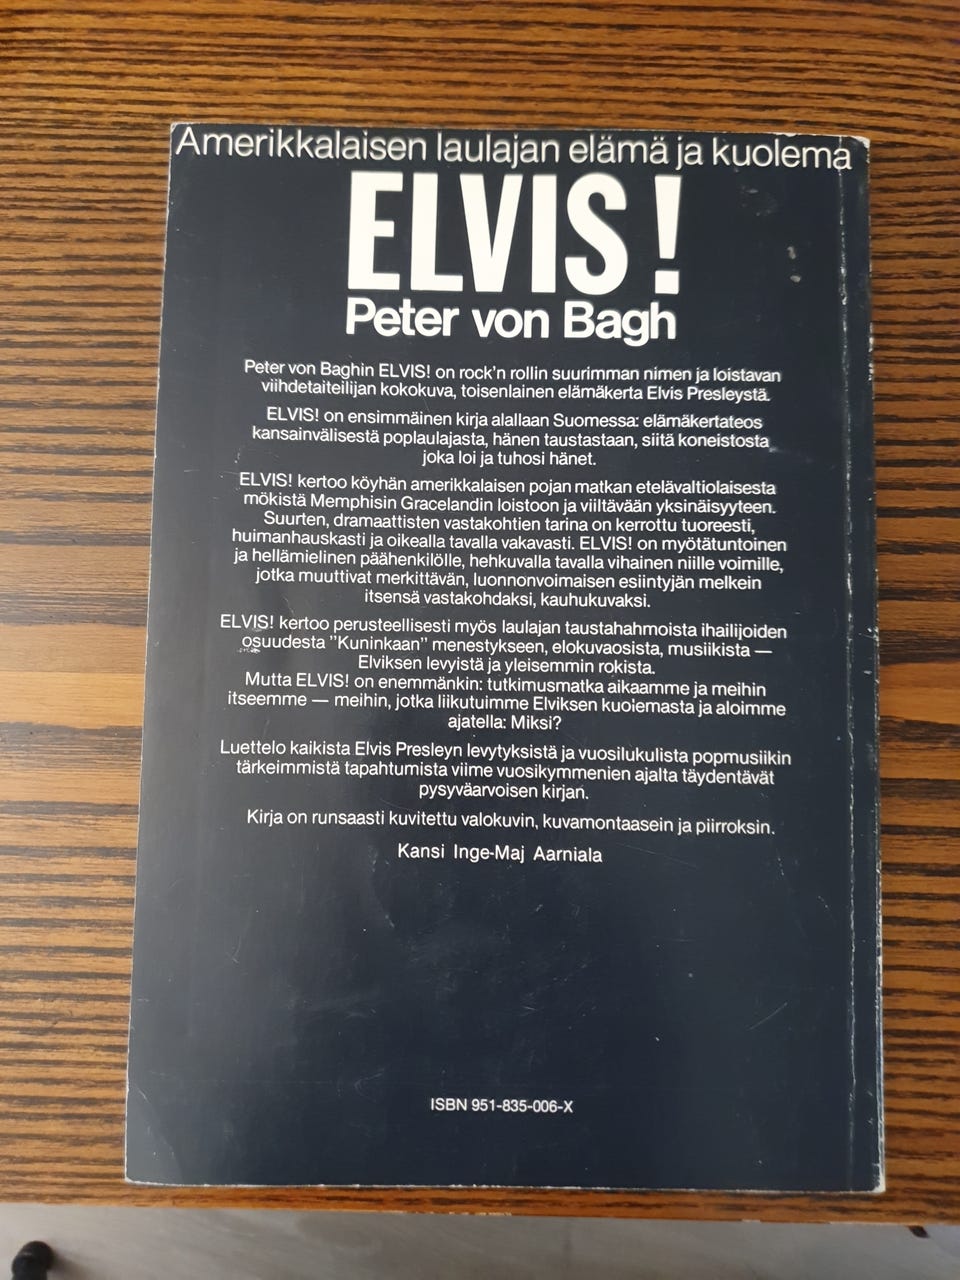 Amerikkalaisen laulajan elämä ja kuolema
ELVIS!
Peter von Bagh
Peter von Baghin ELVIS! on rock'n rollin suurimman nimen ja loistavan
viihdetaiteilijan kokokuva, toisenlainen elämäkerta Elvis Presleystä.
ELVIS! on ensimmäinen kirja alallaan Suomessa: elämäkertateos
kansainvälisestä poplaulajasta, hänen taustastaan, siitä koneistosta
joka loi ja tuhosi hänet.
ELVIS! kertoo köyhän amerikkalaisen pojan matkan etelävaltiolaisesta
mökistä Memphisin Gracelandin loistoon ja viiltävään yksinäisyyteen.
Suurten, dramaattisten vastakohtien tarina on kerrottu tuoreesti,
huimanhauskasti ja oikealla tavalla vakavasti. ELVIS! on myötätuntoinen
ja hellämielinen päähenkilölle, hehkuvalla tavalla vihainen niille voimille,
jotka muuttivat merkittävän, luonnonvoimaisen esiintyjän melkein
itsensä vastakohdaksi, kauhukuvaksi.
ELVIS! kertoo perusteellisesti myös laulajan taustahahmoista ihailijoiden
osuudesta "Kuninkaan" menestykseen, elokuvaosista, musiikista —
Elviksen levyistä ja yleisemmin rokista.
Mutta ELVIS! on enemmänkin: tutkimusmatka aikaamme ja meihin
itseemme — meihin, jotka liikutuimme Elviksen kuolemasta ja aloimme
ajatella: Miksi?
Luettelo kaikista Elvis Presleyn levytyksistä ja vuosilukulista popmusiikin
tärkeimmistä tapahtumista viime vuosikymmenien ajalta täydentävät
pysyväarvoisen kirjan.
Kirja on runsaasti kuvitettu valokuvin, kuvamontaasein ja piirroksin.
Kansi Inge-Maj Aarniala
ISBN 951-835-006-X